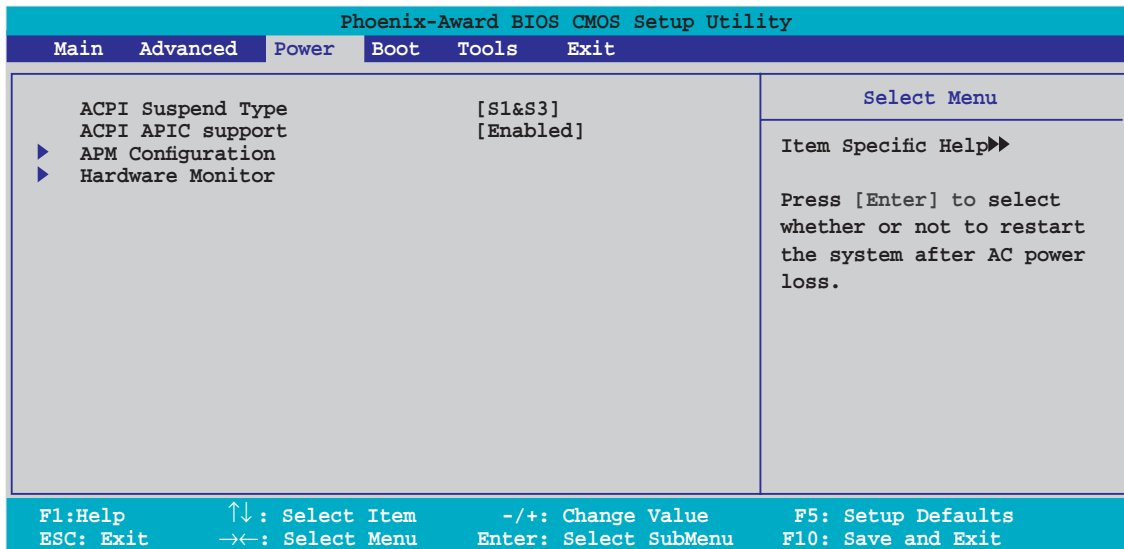 Phoenix-Award BIOS CMOS Setup Utility
Main Advanced Power Boot Tools Exit
ACPI Suspend Type [S1&S3]
ACPI APIC support [Enabled]
APM Configuration
Hardware Monitor
Select Menu
Item Specific Help
Press [Enter] to select
whether or not to restart
the system after AC power
loss.
F1:Help ↑↓: Select Item -/+: Change Value F5: Setup Defaults
ESC: Exit →←: Select Menu Enter: Select SubMenu F10: Save and Exit